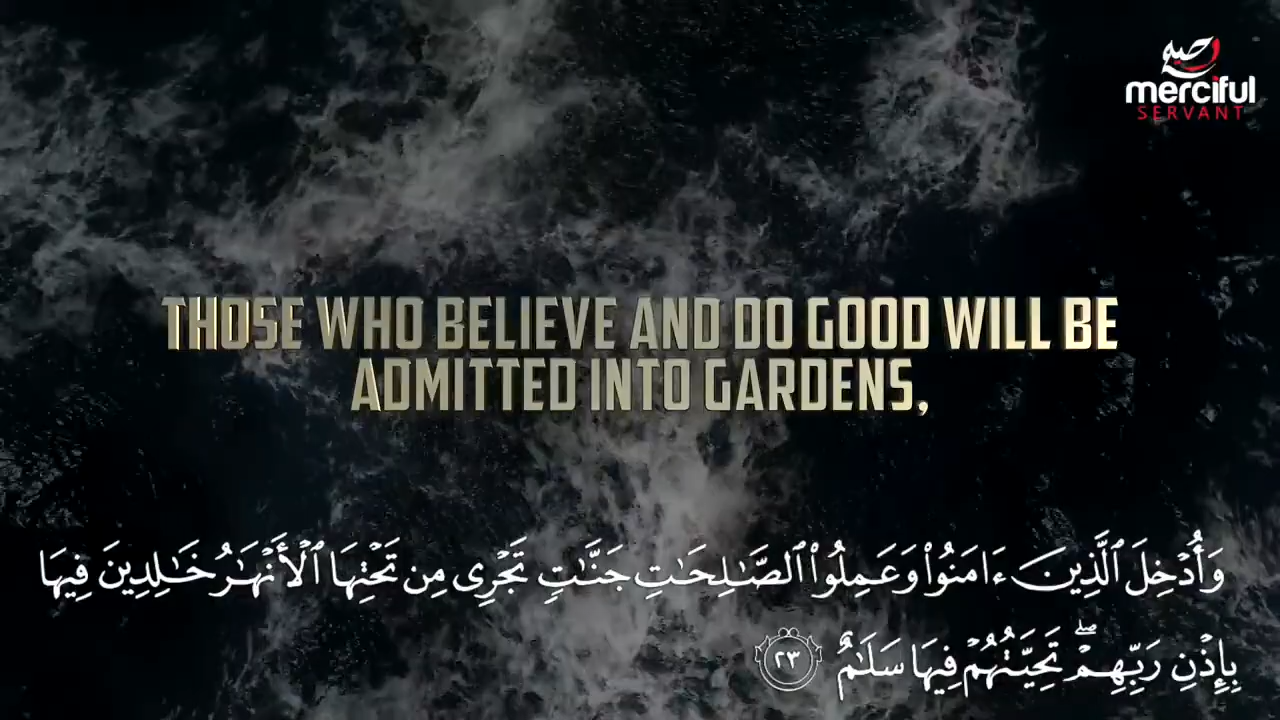 merciful
SERVANT
THOSE WHO BELIEVE AND DO GOOD WILL BE
ADMITTED INTO GARDENS,
وَأُدْخِلَ ٱلَّذِينَ ءَامَنُوا۟ وَعَمِلُوا۟ ٱلصَّـٰلِحَـٰتِ جَنَّـٰتٍ تَجْرِى مِن تَحْتِهَا ٱلْأَنْهَـٰرُ خَـٰلِدِينَ فِيهَا
بِإِذْنِ رَبِّهِمْ ۖ تَحِيَّتُهُمْ فِيهَا سَلَـٰمٌ ٢٣